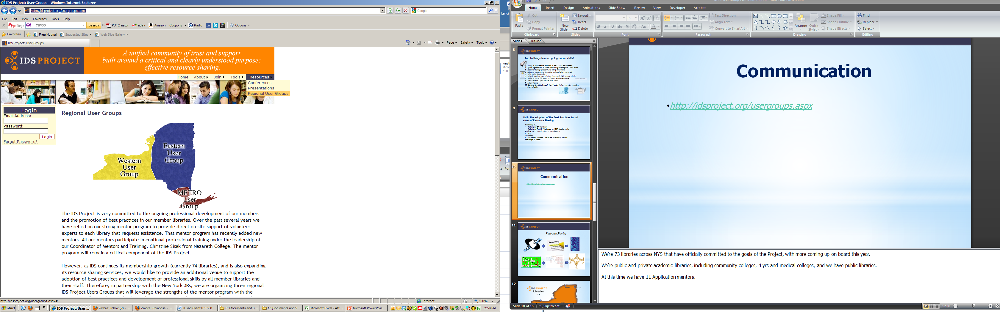 IDS Project: User Groups - Windows Internet Explorer
http://idsproject.org/usergroups.aspx
Google
File Edit View Favorites Tools Help
pdfforge Y! Yahoo Search PDFCreator eBay Amazon Coupons Radio Options
Favorites Free Hotmail Suggested Sites Web Slice Gallery
IDS Project: User Groups
Page Safety Tools
IDS PROJECT
A unified community of trust and support
built around a critical and clearly understood purpose:
effective resource sharing.
Home About Join Tools Resources
Conferences
Presentations
Regional User Groups
Login
Email Address:
Password:
Login
Forgot Password?
Regional User Groups
Eastern
User
Group
Western
User
Group
METRO
User
Group
The IDS Project is very committed to the ongoing professional development of our members
and the promotion of best practices in our member libraries. Over the past several years we
have relied on our strong mentor program to provide direct on-site support of volunteer
experts to each library that requests assistance. That mentor program has recently added new
mentors. All our mentors participate in continual professional training under the leadership of
our Coordinator of Mentors and Training, Christine Sisak from Nazareth College. The mentor
program will remain a critical component of the IDS Project.
However, as IDS continues its membership growth (currently 74 libraries), and is also expanding
its resource sharing services, we would like to provide an additional venue to support the
adoption of best practices and development of professional skills by all member libraries and
their staff. Therefore, in partnership with the New York 3Rs, we are organizing three regional
IDS Project Users Groups that will leverage the strengths of the mentor program with the
http://idsproject.org/usergroups.aspx#
Internet
100%
Start
IDS Project: User ...
Zimbra: Inbox (7) - ...
Zimbra: Compose - ...
ILLiad Client 8.3.2.0
C:\Documents and S...
C:\Documents and S...
Microsoft Excel - Att...
Microsoft PowerPoin...
2:54 PM
Home Insert Design Animations Slide Show Review View Developer Acrobat
Paste
Cut
Copy
Format Painter
Clipboard
New
Slide
Layout
Reset
Delete
Slides
18
Font
Text Direction
Align Text
Convert to SmartArt
Paragraph
Arrange
Quick
Styles
Shape Fill
Shape Outline
Shape Effects
Drawing
Find
Replace
Select
Editing
Slides Outline
8
IDS PROJECT
Top 10 things learned going out on visits!
9
IDS PROJECT
Aid in the adoption of the Best Practices for all
areas of Resource Sharing
10
IDS PROJECT
Communication
11
IDS PROJECT
Resource Sharing
Training
12
IDS PROJECT
Libraries
2004
Communication
•http://idsproject.org/usergroups.aspx
We're 73 libraries across NYS that have officially committed to the goals of the Project, with more coming up on board this year.
We're public and private academic libraries, including community colleges, 4 yrs and medical colleges, and we have public libraries.
At this time we have 11 Application mentors.
Slide 10 of 15
"1_Slipstream"
120%